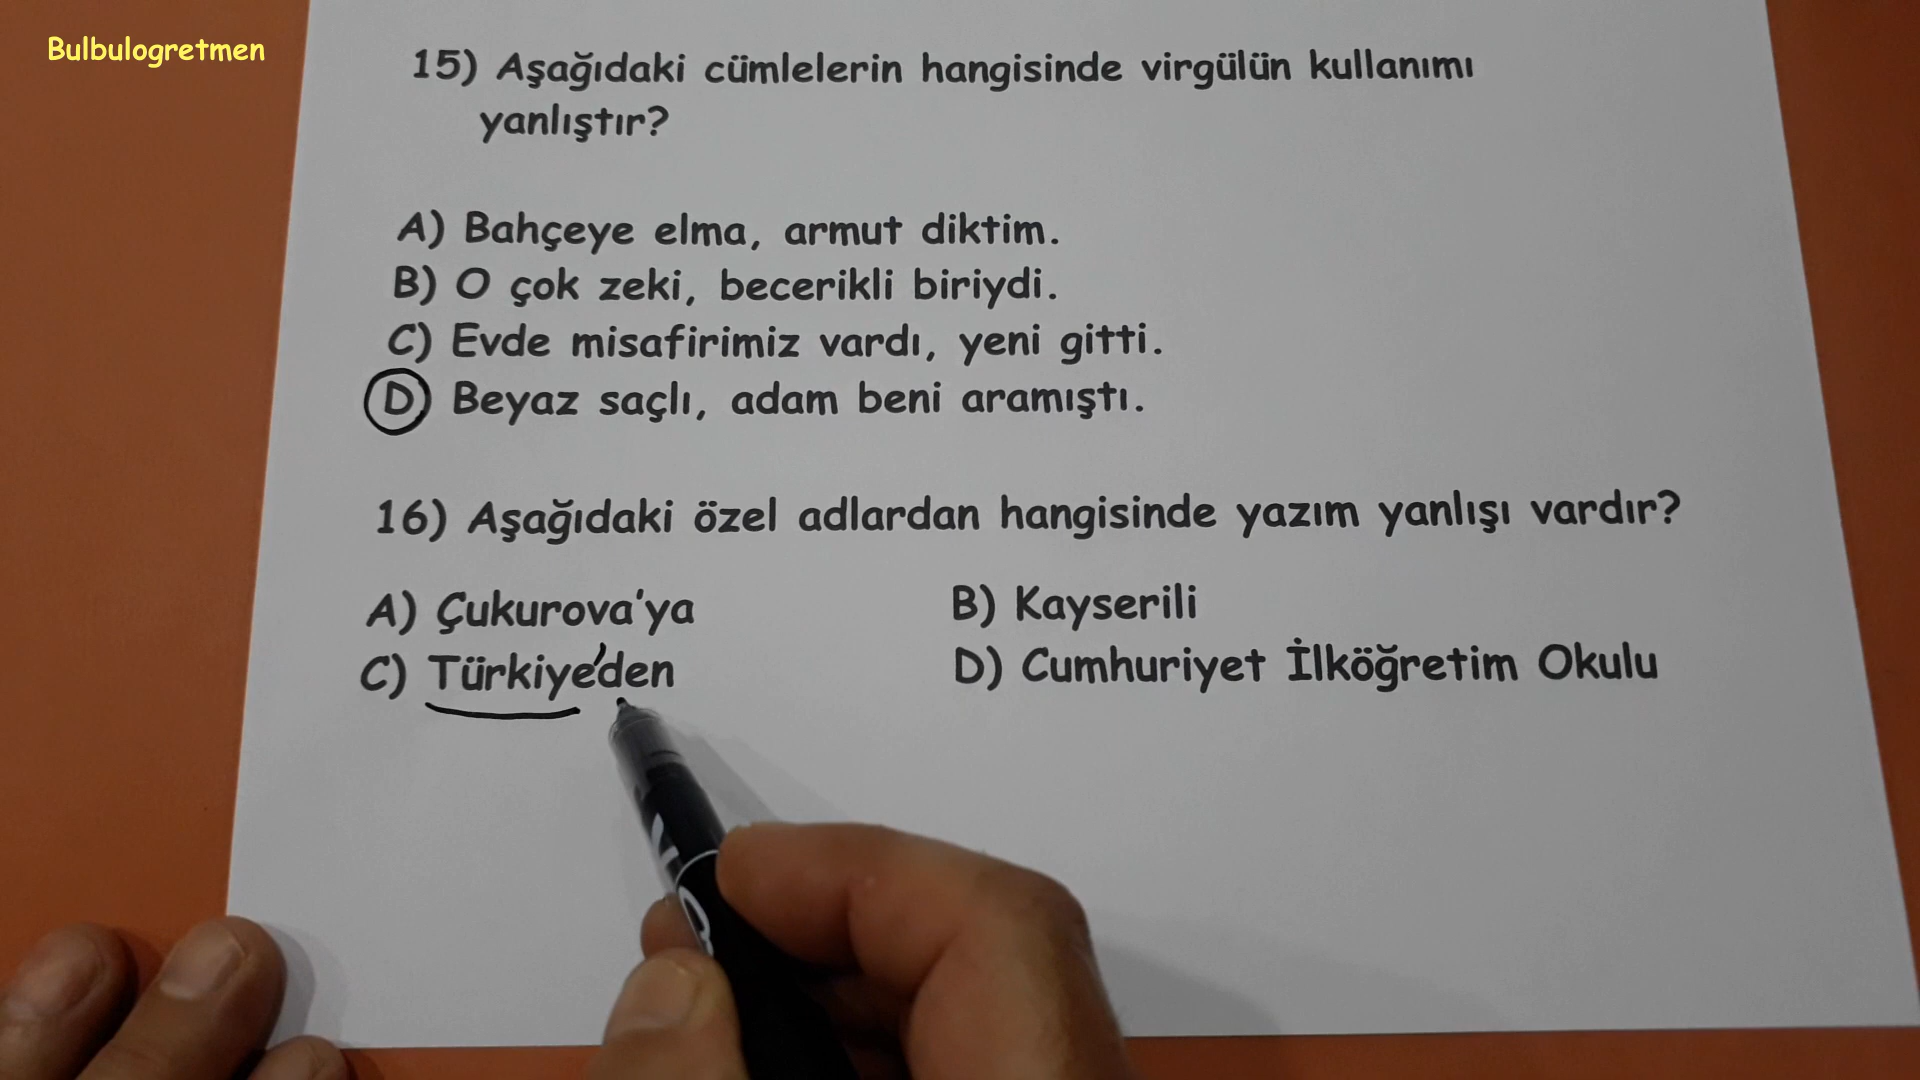 Bulbulogretmen
15) Aşağıdaki cümlelerin hangisinde virgülün kullanımı
yanlıştır?
A) Bahçeye elma, armut diktim.
B) O çok zeki, becerikli biriydi.
C) Evde misafirimiz vardı, yeni gitti.
D) Beyaz saçlı, adam beni aramıştı.
16) Aşağıdaki özel adlardan hangisinde yazım yanlışı vardır?
A) Çukurova'ya
B) Kayserili
C) Türkiye'den
D) Cumhuriyet İlköğretim Okulu